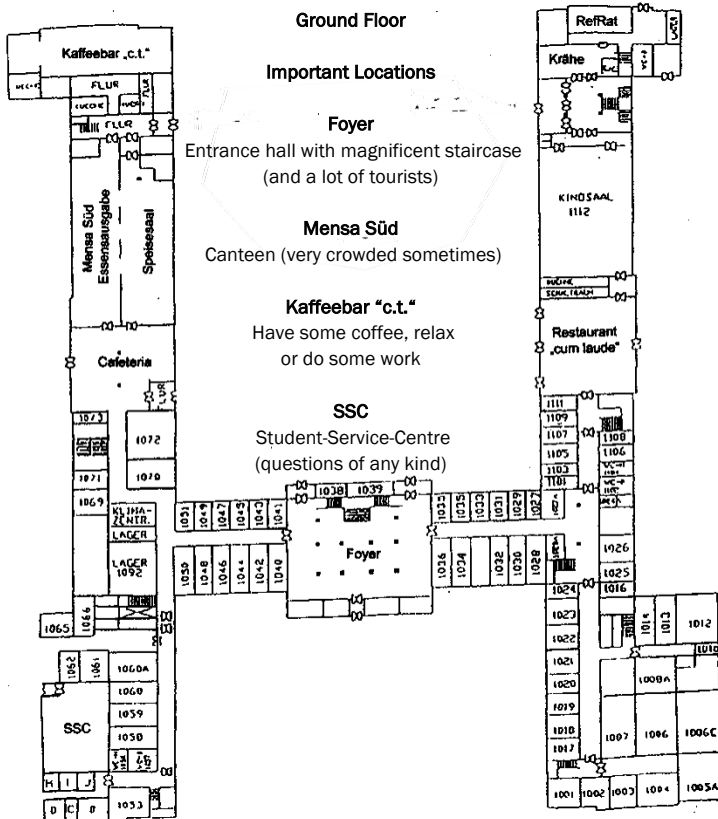 Ground Floor
Important Locations
Foyer
Entrance hall with magnificent staircase
(and a lot of tourists)
Mensa Süd
Canteen (very crowded sometimes)
Kaffeebar "c.t."
Have some coffee, relax
or do some work
SSC
Student-Service-Centre
(questions of any kind)
Kaffeebar „c.t."
FLUR
FLUR
FLUR
Mensa Süd
Essensausgabe
Speisesaal
Cafeteria
FLUR
1073
1072
1071
1070
1069
KLIMA-
ZENTR.
LAGER
LAGER
1092
1066
1065
1062
1061
1060A
1060
1059
SSC
K I J
D C D
1053
1051
1049
1047
1045
1043
1041
1050
1048
1046
1044
1042
1040
1038
1039
Foyer
1035
1033
1031
1029
1027
1036
1034
1032
1030
1028
RefRat
Krähe
KINOSAAL
1112
Restaurant
„cum laude"
1111
1109
1107
1105
1103
1101
1108
1106
1026
1025
1016
1024
1023
1022
1021
1020
1019
1017
1014
1013
1012
1008A
1007
1006
1006C
1001
1002
1003
1004
1005A